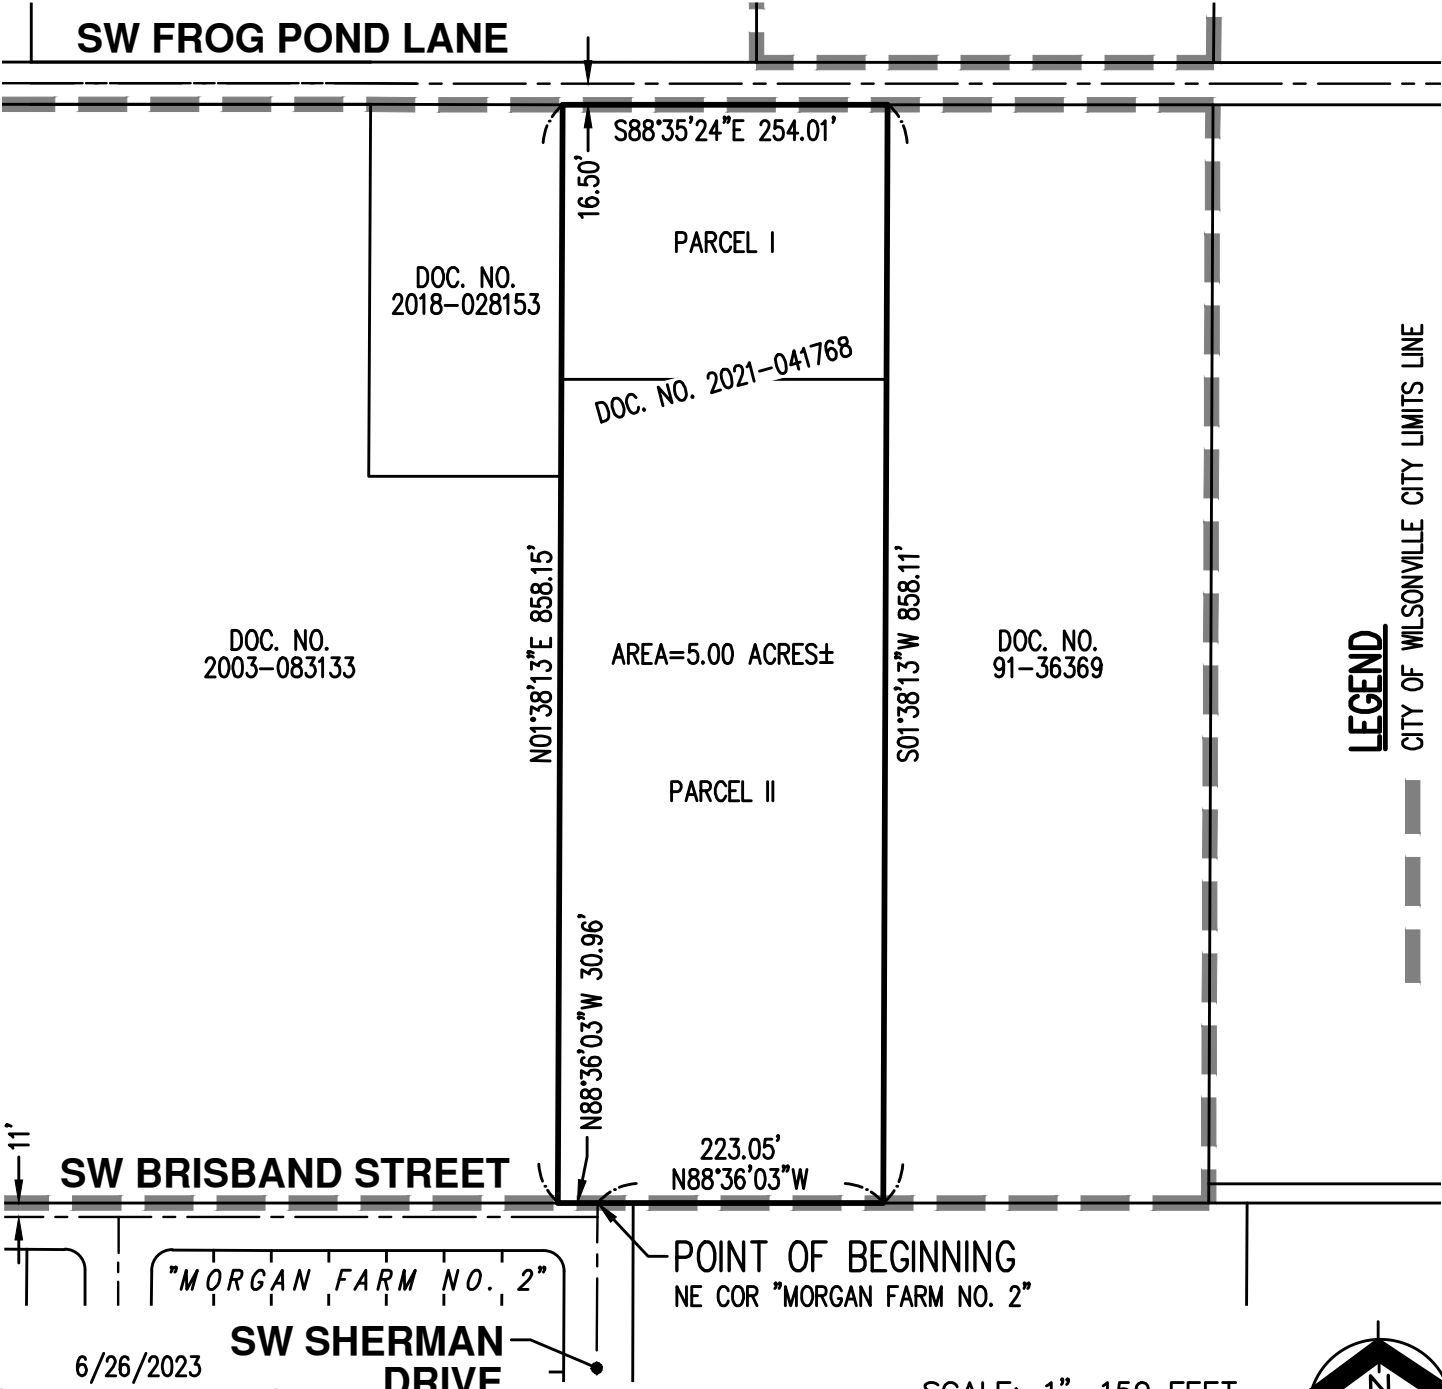 SW FROG POND LANE
S88°35'24"E 254.01'
16.50'
PARCEL I
DOC. NO.
2018-028153
DOC. NO. 2021-041768
N01°38'13"E 858.15'
S01°38'13"W 858.11'
DOC. NO.
2003-083133
AREA=5.00 ACRES±
DOC. NO.
91-36369
PARCEL II
LEGEND
CITY OF WILSONVILLE CITY LIMITS LINE
N88°36'03"W 30.96'
11'
SW BRISBAND STREET
223.05'
N88°36'03"W
POINT OF BEGINNING
NE COR "MORGAN FARM NO. 2"
"MORGAN FARM NO. 2"
SW SHERMAN
DRIVE
6/26/2023
SCALE: 1" 150 FEET
N